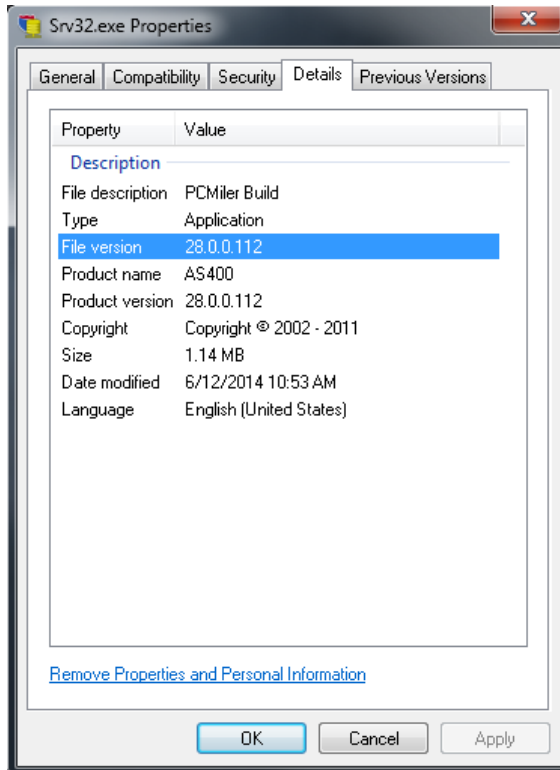 Srv32.exe Properties
General Compatibility Security Details Previous Versions
Property Value
Description
File description PCMiler Build
Type Application
File version 28.0.0.112
Product name AS400
Product version 28.0.0.112
Copyright Copyright © 2002 - 2011
Size 1.14 MB
Date modified 6/12/2014 10:53 AM
Language English (United States)
Remove Properties and Personal Information
OK Cancel Apply